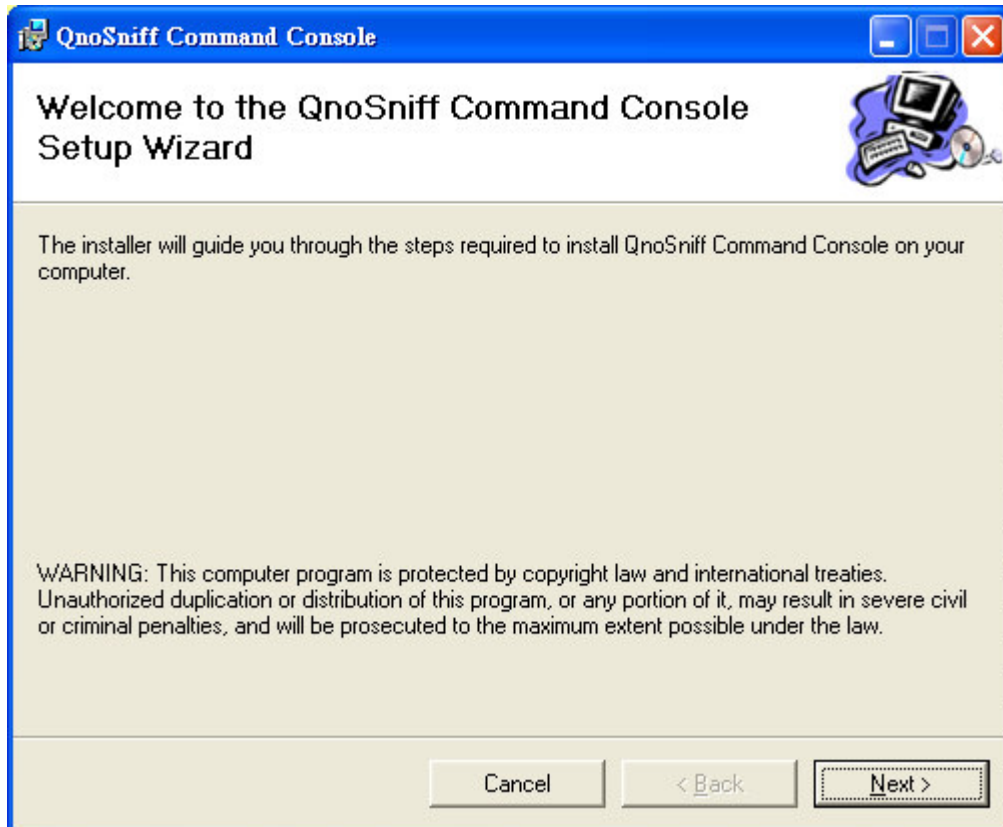 QnoSniff Command Console
Welcome to the QnoSniff Command Console
Setup Wizard
The installer will guide you through the steps required to install QnoSniff Command Console on your
computer.
WARNING: This computer program is protected by copyright law and international treaties.
Unauthorized duplication or distribution of this program, or any portion of it, may result in severe civil
or criminal penalties, and will be prosecuted to the maximum extent possible under the law.
Cancel
< Back
Next >